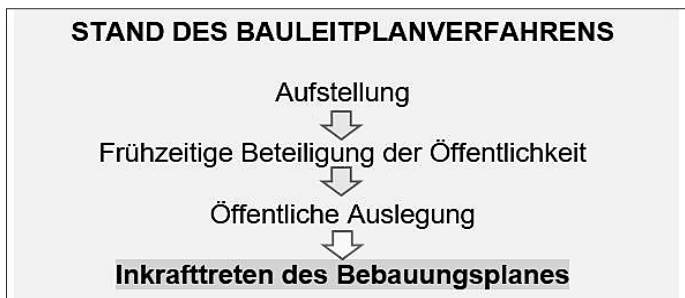 STAND DES BAULEITPLANVERFAHRENS
Aufstellung
Frühzeitige Beteiligung der Öffentlichkeit
Öffentliche Auslegung
Inkrafttreten des Bebauungsplanes